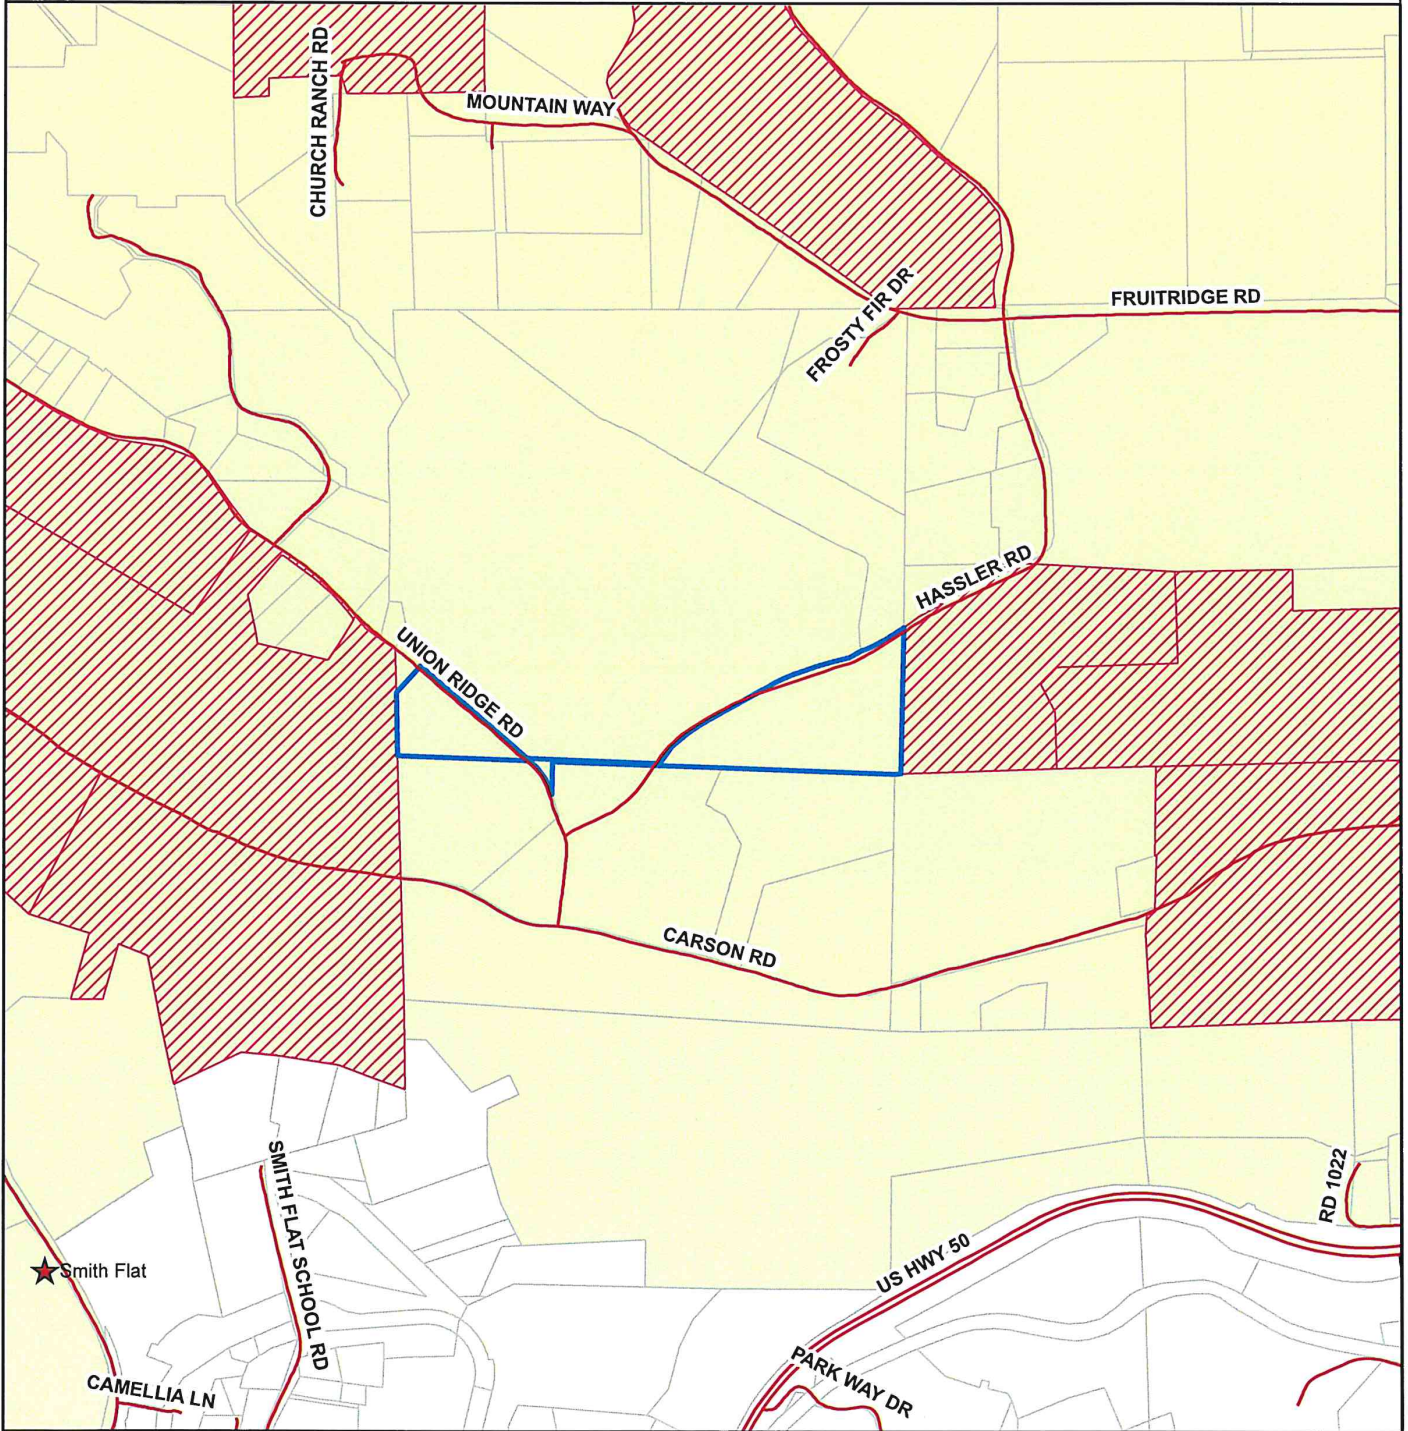 CHURCH RANCH RD
MOUNTAIN WAY
FROSTY FIR DR
FRUITRIDGE RD
HASSLER RD
UNION RIDGE RD
CARSON RD
SMITH FLAT SCHOOL RD
RD 1022
US HWY 50
Smith Flat
PARK WAY DR
CAMELLIA LN